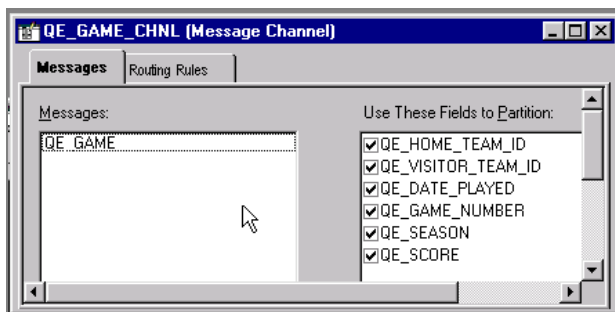 QE_GAME_CHNL (Message Channel)
Messages
Routing Rules
Messages:
QE_GAME
Use These Fields to Partition:
QE_HOME_TEAM_ID
QE_VISITOR_TEAM_ID
QE_DATE_PLAYED
QE_GAME_NUMBER
QE_SEASON
QE_SCORE